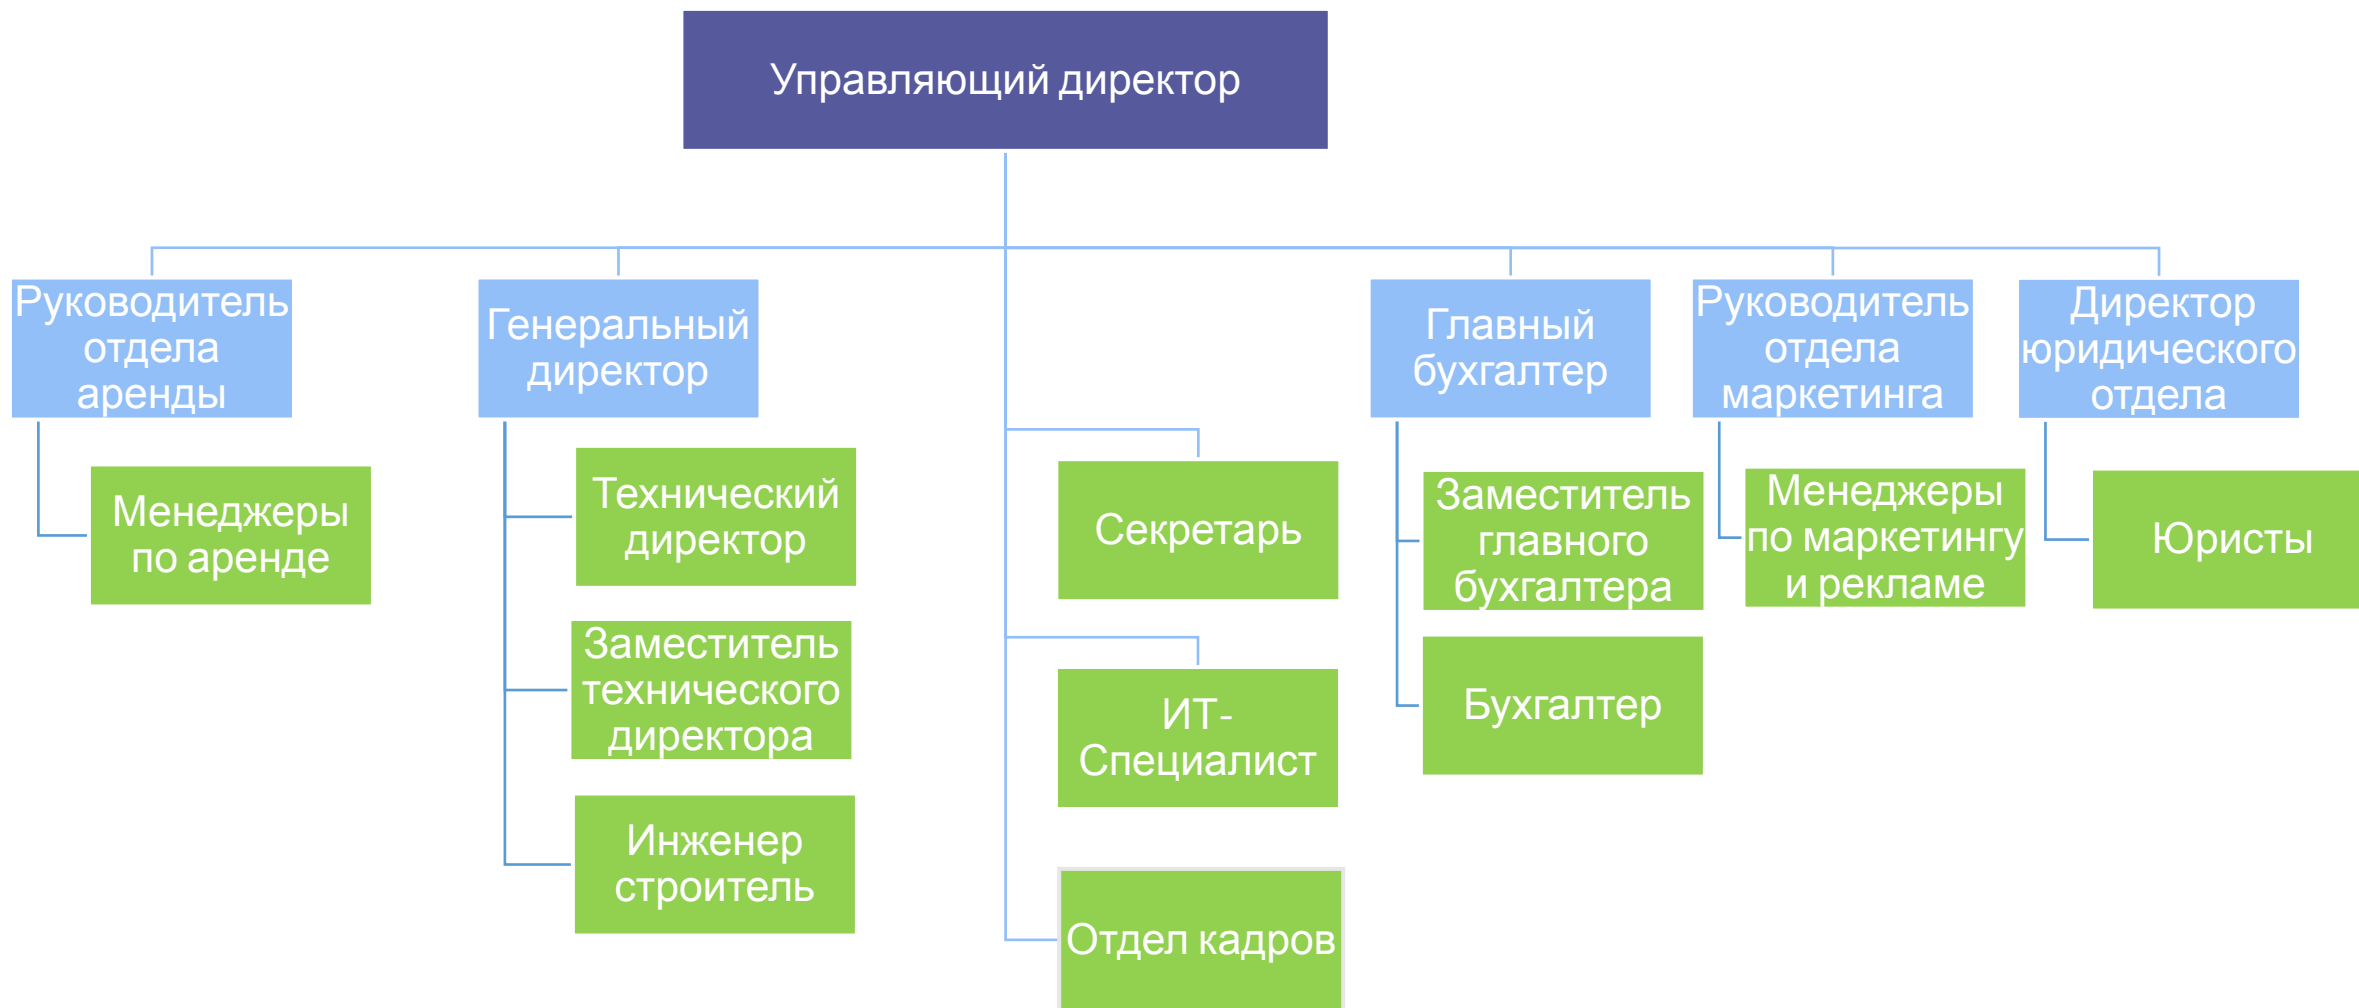 Управляющий директор
Руководитель
отдела
аренды
Генеральный
директор
Главный
бухгалтер
Руководитель
отдела
маркетинга
Директор
юридического
отдела
Менеджеры
по аренде
Технический
директор
Заместитель
технического
директора
Инженер
строитель
Секретарь
ИТ-
Специалист
Отдел кадров
Заместитель
главного
бухгалтера
Бухгалтер
Менеджеры
по маркетингу
и рекламе
Юристы